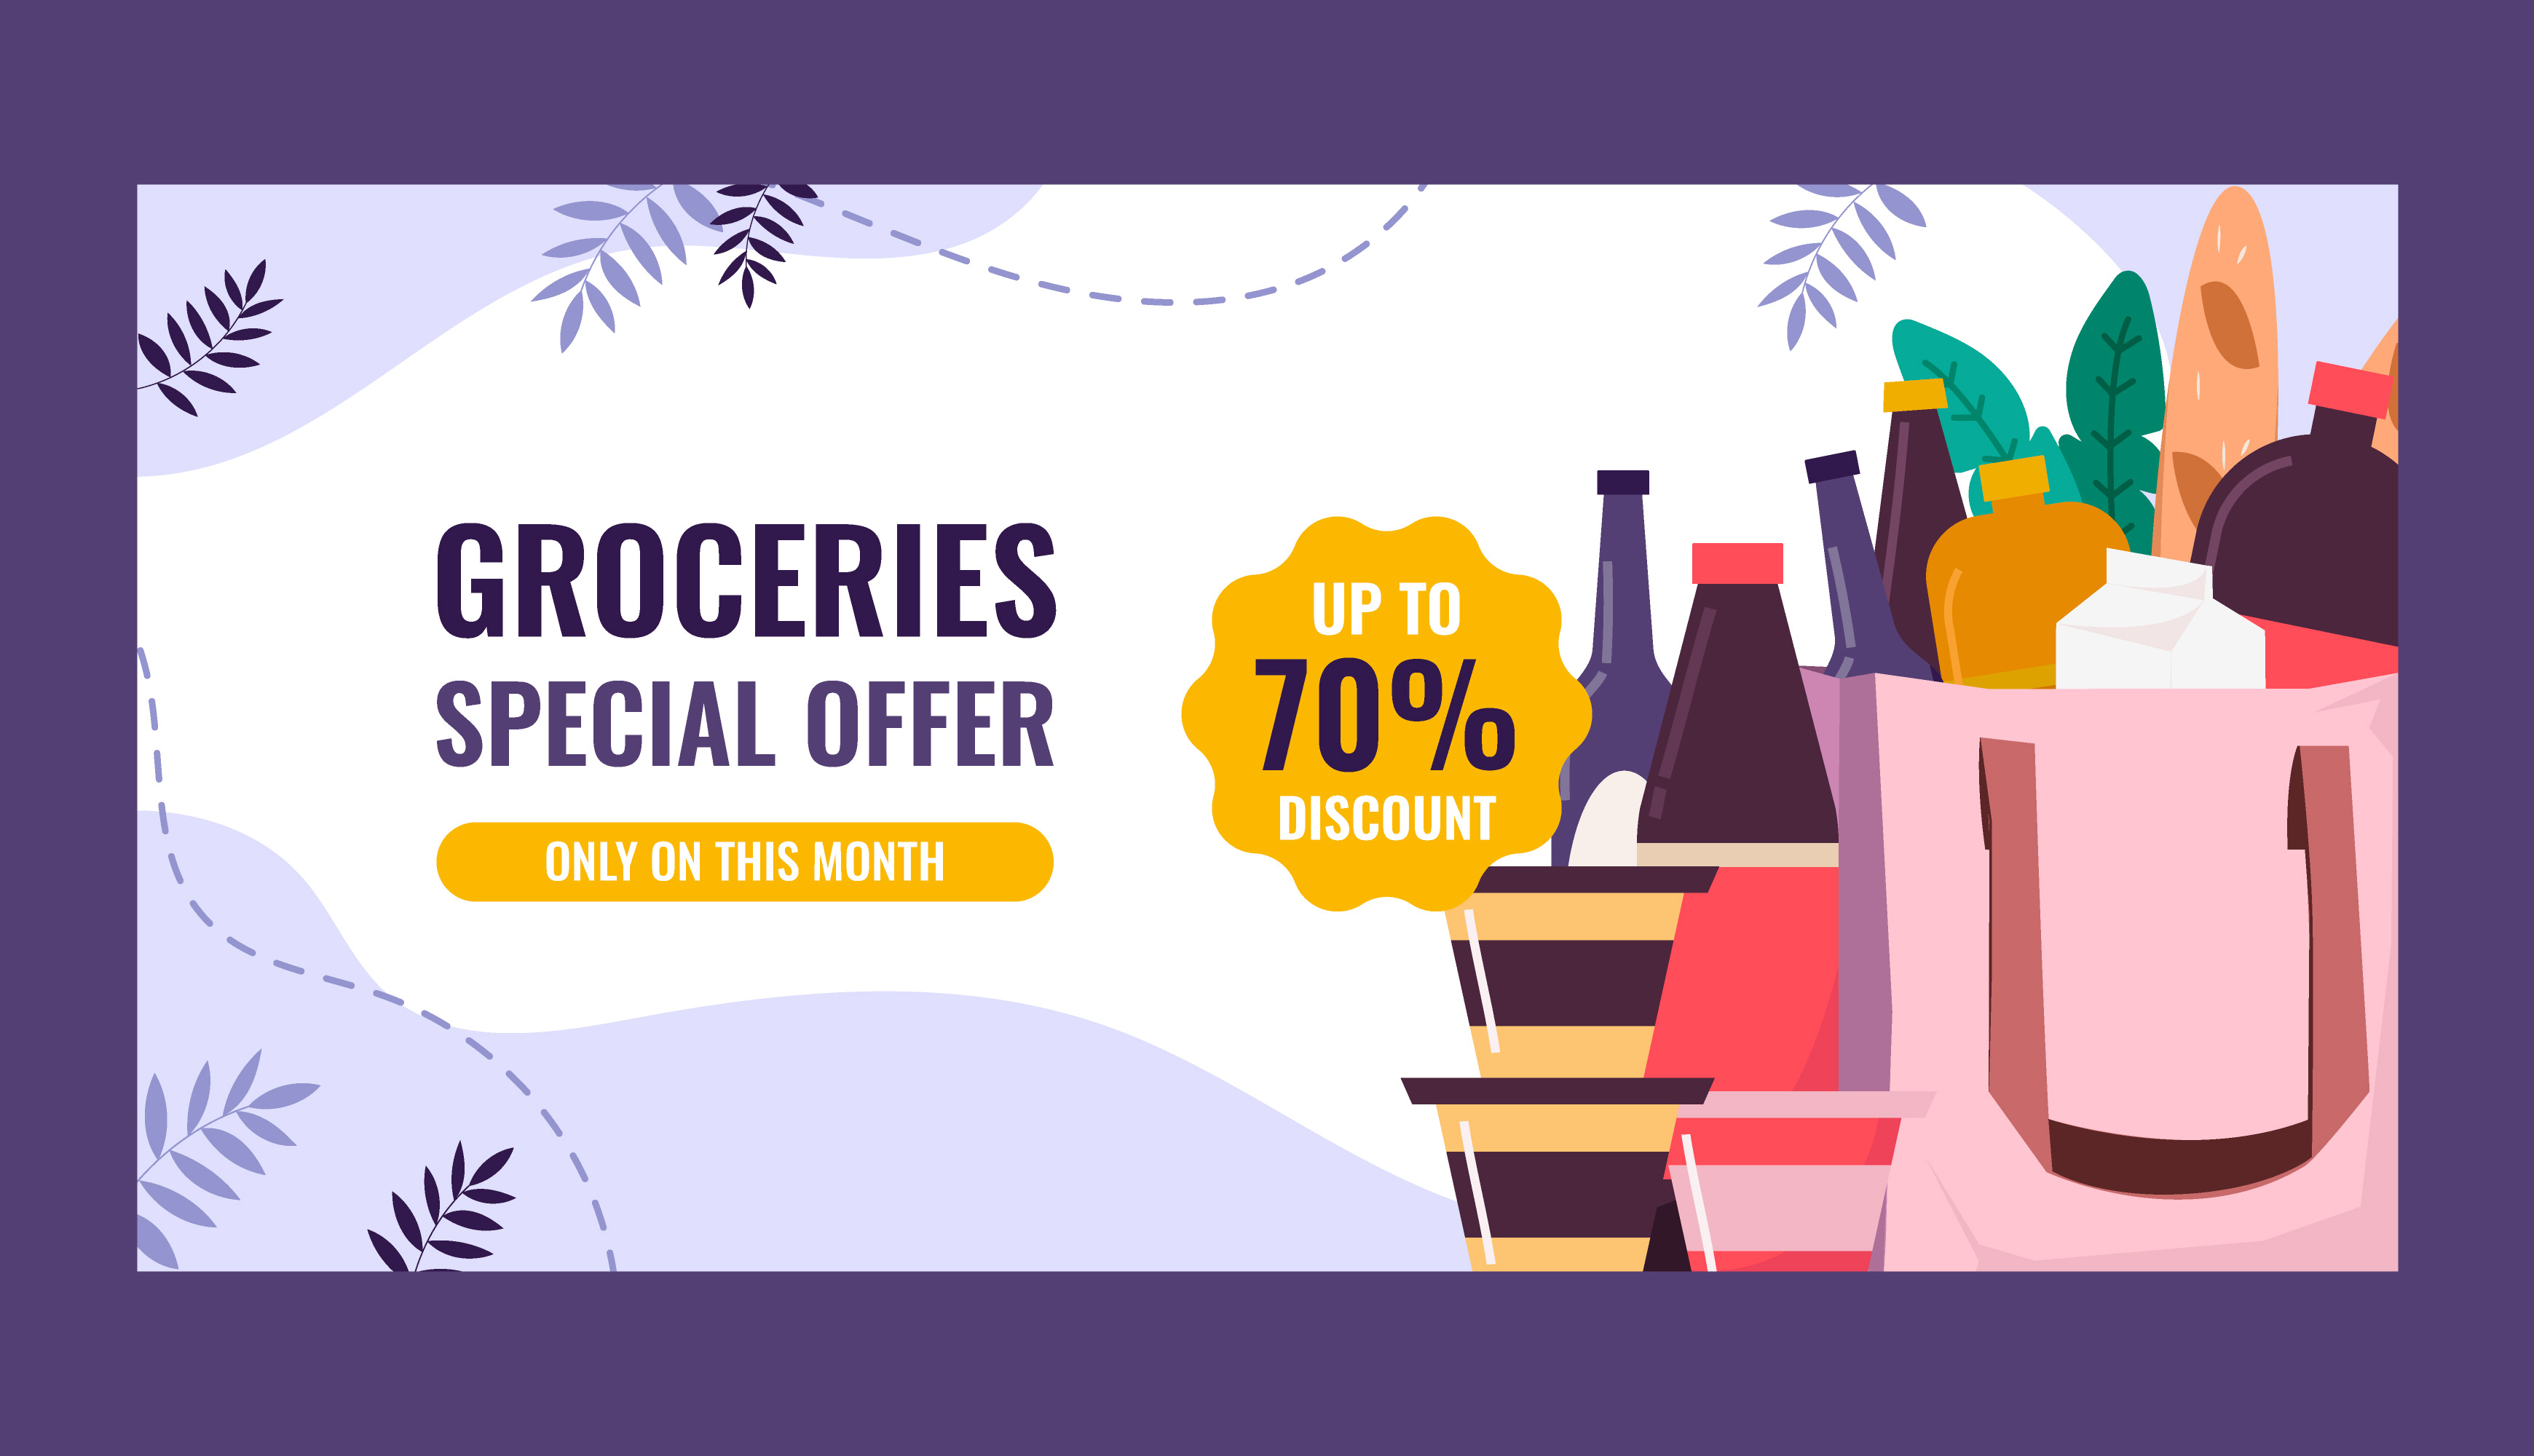 GROCERIES
SPECIAL OFFER
ONLY ON THIS MONTH
UP TO
70%
DISCOUNT